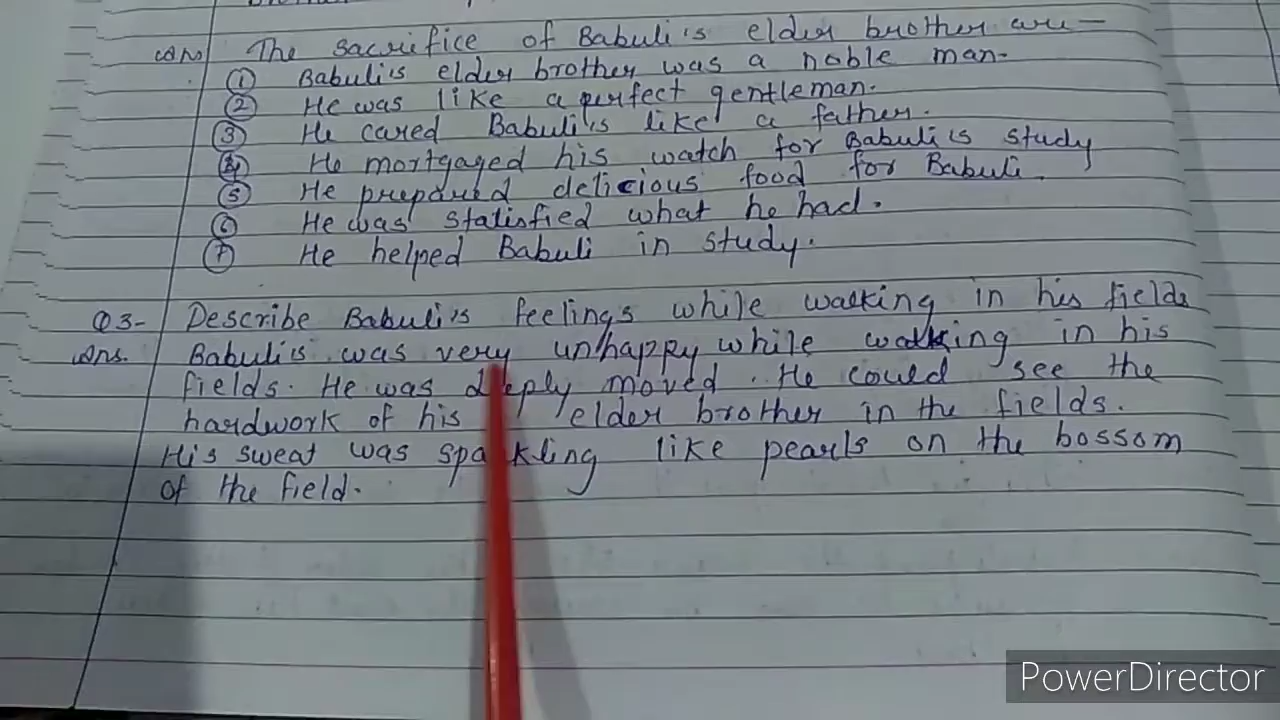 Ans The sacrifice of Babuli's elder brother are—
① Babuli's elder brother was a noble man.
② He was like a perfect gentleman.
③ He cared Babuli's like a father.
④ He mortgaged his watch for Babuli's study
⑤ He prepared delicious food for Babuli.
⑥ He was statisfied what he had.
⑦ He helped Babuli in study.
Q3- Describe Babuli's feelings while walking in his fields
Ans. Babuli's was very unhappy while walking in his
fields. He was deeply moved. He could see the
hardwork of his elder brother in the fields.
His sweat was sparkling like pearls on the bossom
of the field.
PowerDirector